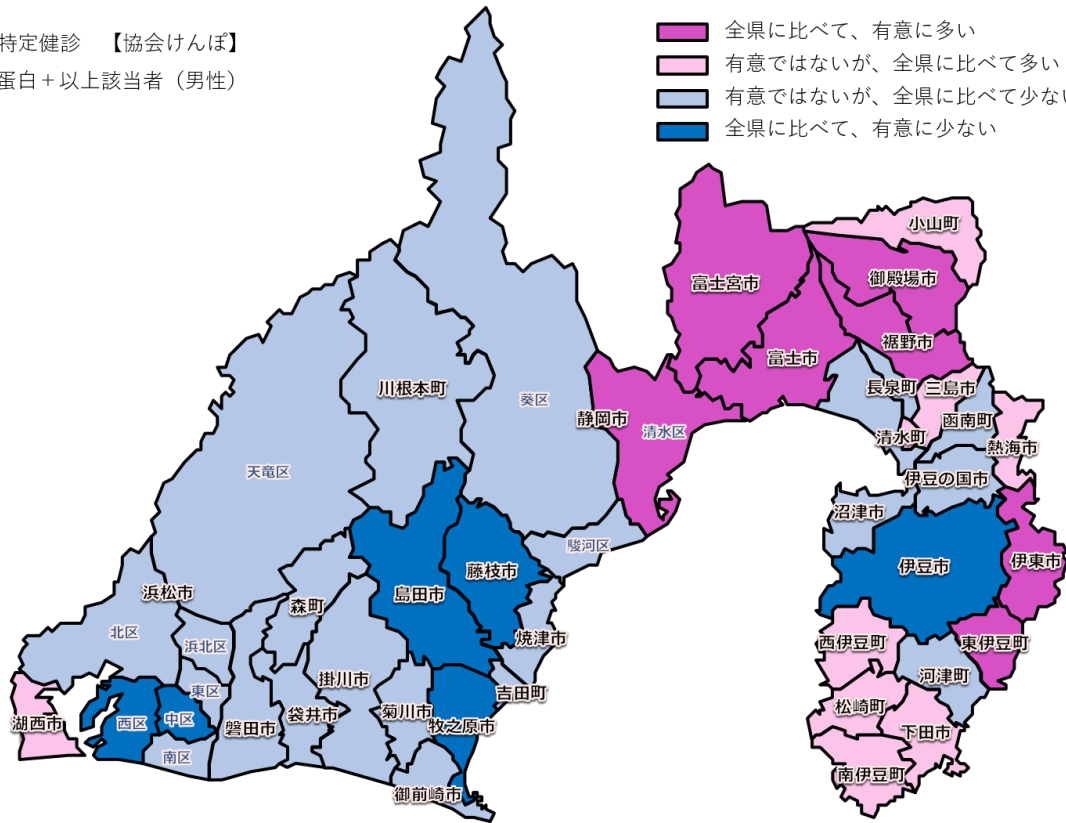 特定健診　【協会けんぽ】
蛋白＋以上該当者（男性）
全県に比べて、有意に多い
有意ではないが、全県に比べて多い
有意ではないが、全県に比べて少ない
全県に比べて、有意に少ない
小山町
富士宮市
御殿場市
裾野市
富士市
川根本町
長泉町
三島市
葵区
静岡市
清水区
函南町
清水町
熱海市
天竜区
伊豆の国市
沼津市
駿河区
藤枝市
伊豆市
伊東市
浜松市
島田市
森町
北区
浜北区
焼津市
西伊豆町
東伊豆町
掛川市
河津町
東区
吉田町
湖西市
西区
中区
磐田市
袋井市
菊川市
牧之原市
松崎町
下田市
南区
南伊豆町
御前崎市